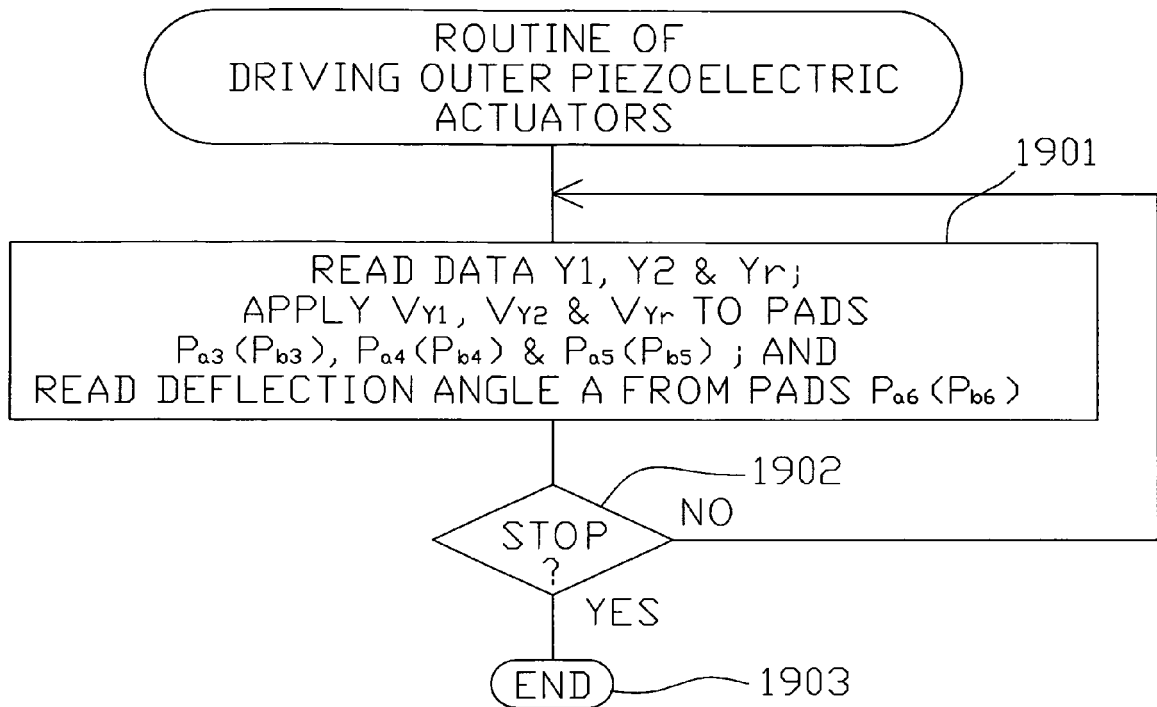 ROUTINE OF
DRIVING OUTER PIEZOELECTRIC
ACTUATORS
1901
READ DATA Y1, Y2 & Yr;
APPLY VY1, VY2 & VYr TO PADS
Pa3(Pb3), Pa4(Pb4) & Pa5(Pb5) ; AND
READ DEFLECTION ANGLE A FROM PADS Pa6(Pb6)
1902
STOP
?
NO
YES
END
1903